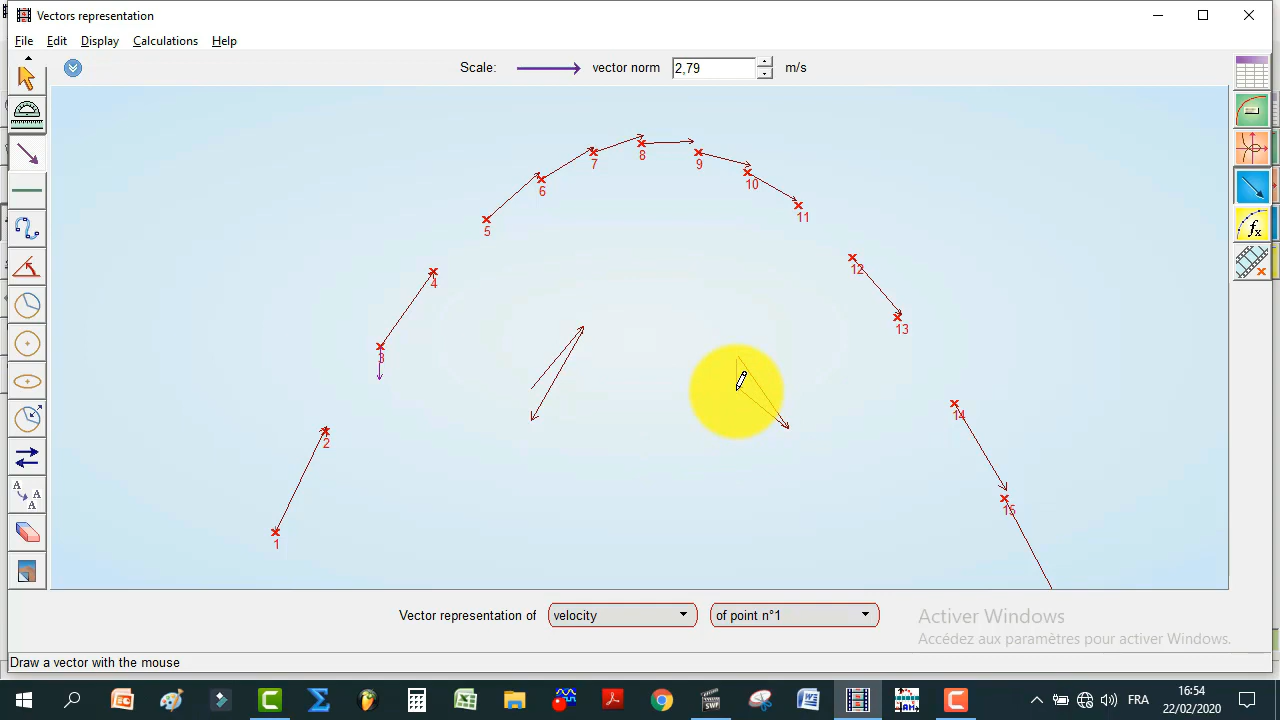 Vectors representation
File Edit Display Calculations Help
Scale: vector norm 2,79 m/s
8
7
9
6
10
11
5
12
4
13
3
14
2
15
1
A
A
A
fx
Vector representation of velocity of point n°1
Activer Windows
Accédez aux paramètres pour activer Windows.
Draw a vector with the mouse
FRA
16:54
22/02/2020